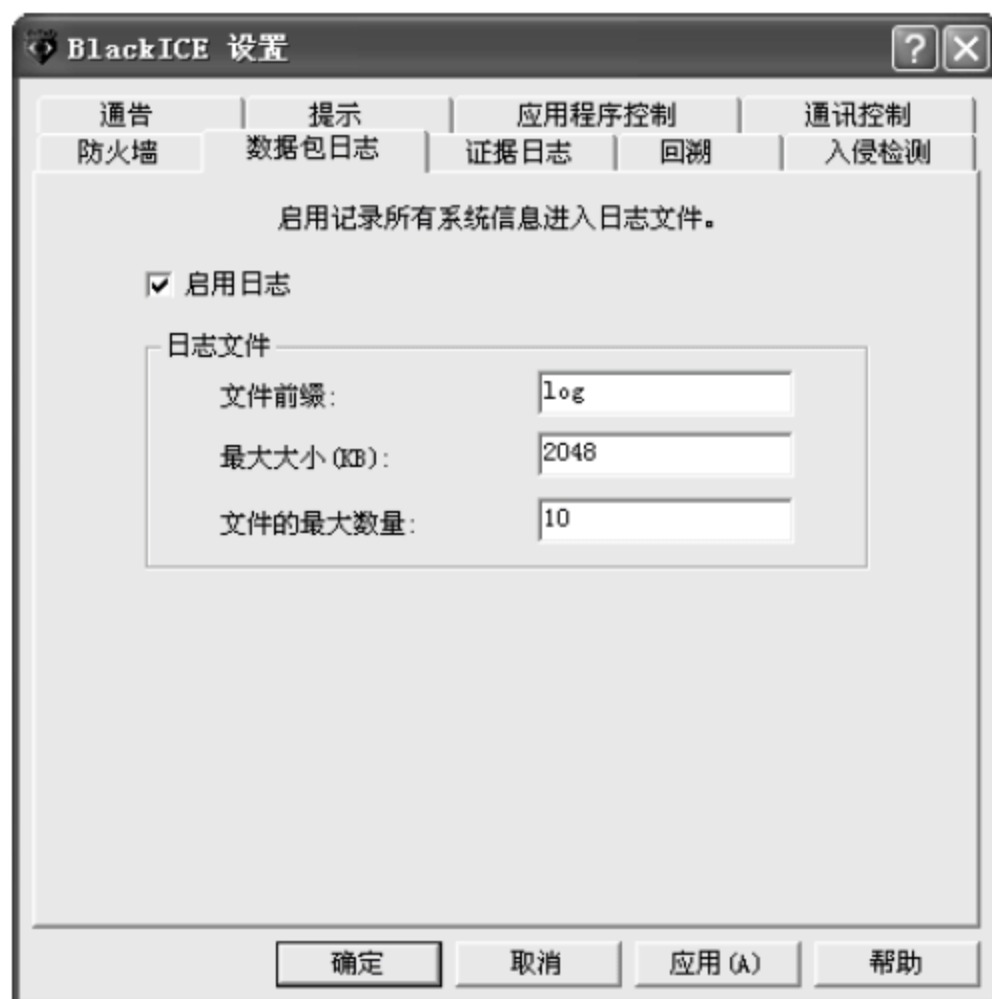 BlackICE 设置
通告 提示 应用程序控制 通讯控制
防火墙 数据包日志 证据日志 回溯 入侵检测
启用记录所有系统信息进入日志文件。
启用日志
日志文件
文件前缀: log
最大大小(KB): 2048
文件的最大数量: 10
确定 取消 应用(A) 帮助